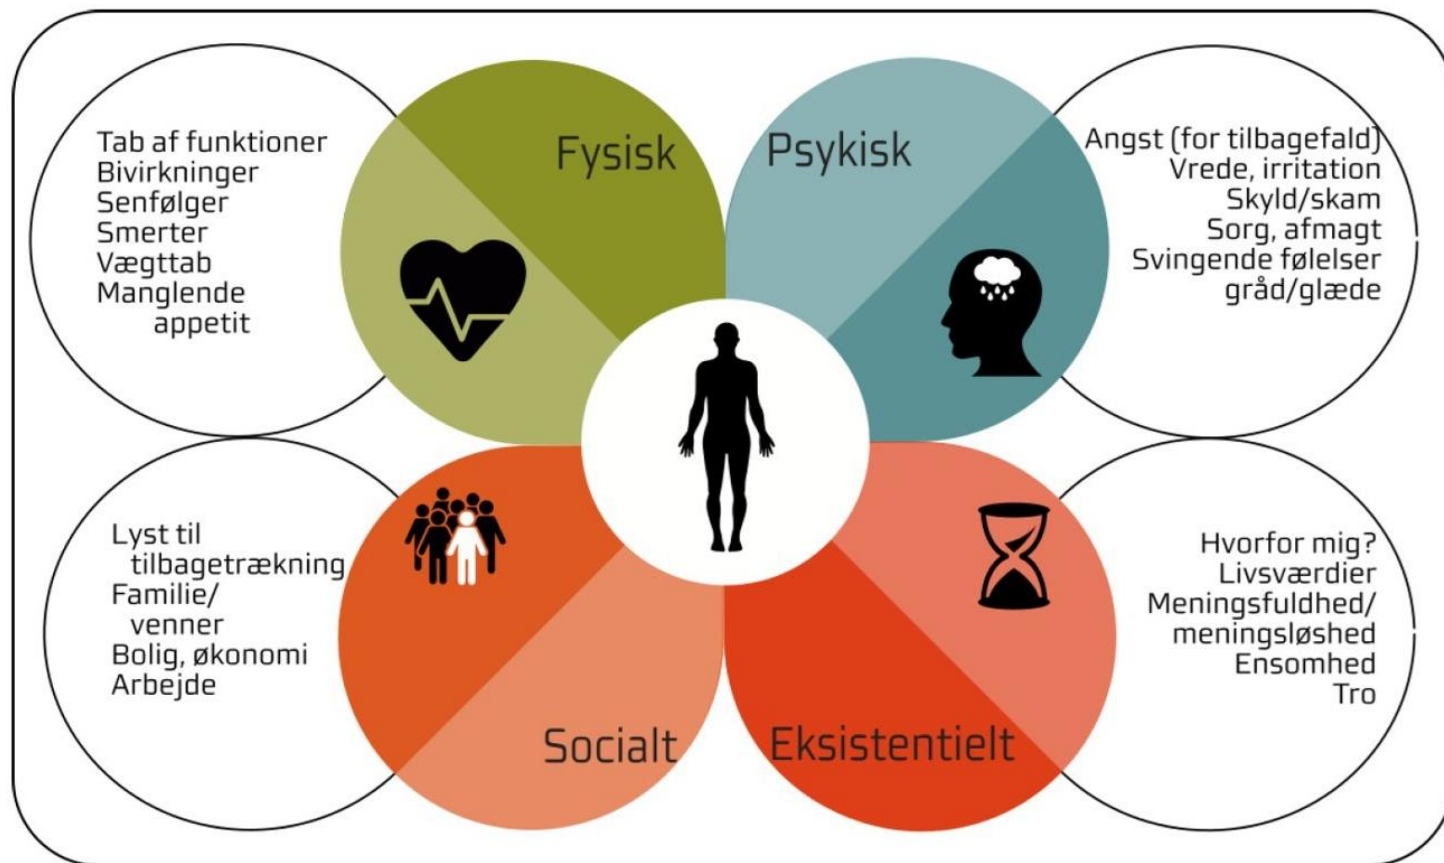 Tab af funktioner
Bivirkninger
Senfølger
Smerter
Vægttab
Manglende
appetit
Fysisk
Psykisk
Angst (for tilbagefald)
Vrede, irritation
Skyld/skam
Sorg, afmagt
Svingende følelser
gråd/glæde
Lyst til
tilbagetrækning
Familie/
venner
Bolig, økonomi
Arbejde
Socialt
Eksistentielt
Hvorfor mig?
Livsværdier
Meningsfuldhed/
meningsløshed
Ensomhed
Tro